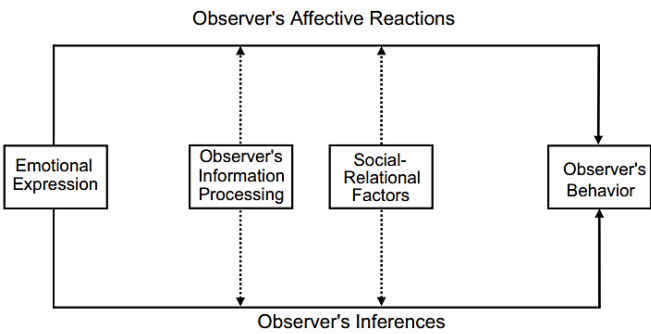 Observer's Affective Reactions
Emotional
Expression
Observer's
Information
Processing
Social-
Relational
Factors
Observer's
Behavior
Observer's Inferences